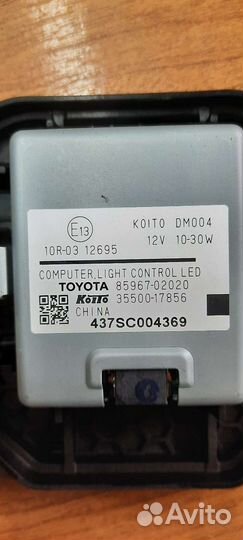 E13
KOITO DM004
12V 10-30W
10R-03 12695
COMPUTER,LIGHT CONTROL LED
TOYOTA 85967-02020
KOITO 35500-17856
CHINA
437SC004369
Avito